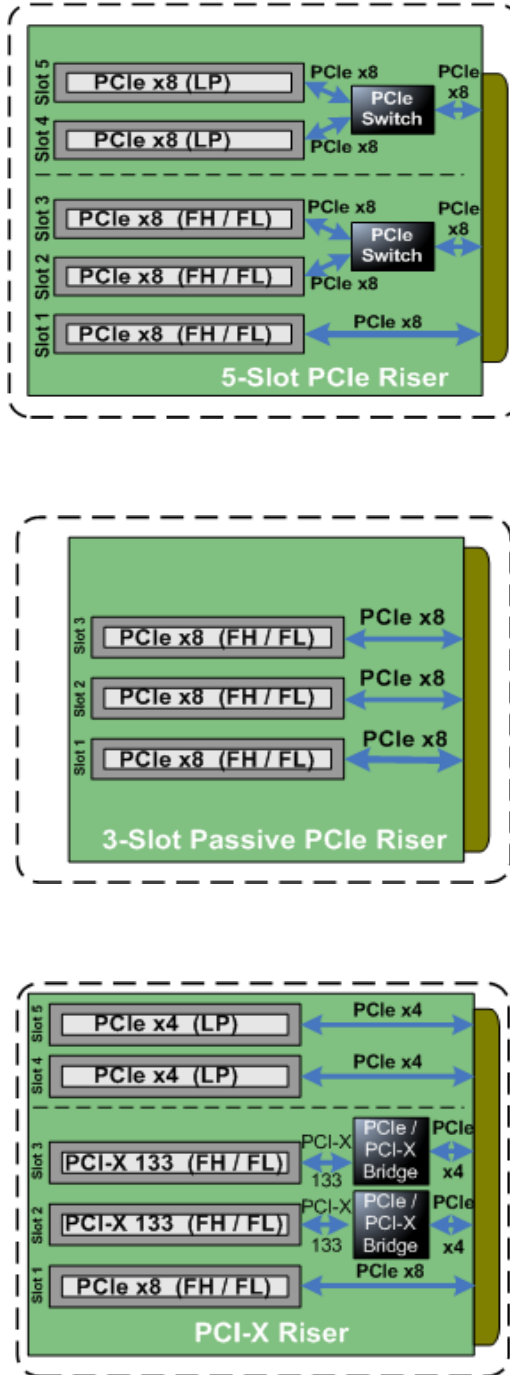 Slot 5
PCIe x8 (LP)
PCIe x8
PCIe
x8
PCIe
Switch
Slot 4
PCIe x8 (LP)
PCIe x8
Slot 3
PCIe x8 (FH / FL)
PCIe x8
PCIe
x8
PCIe
Switch
Slot 2
PCIe x8 (FH / FL)
PCIe x8
Slot 1
PCIe x8 (FH / FL)
PCIe x8
5-Slot PCIe Riser
Slot 3
PCIe x8 (FH / FL)
PCIe x8
Slot 2
PCIe x8 (FH / FL)
PCIe x8
Slot 1
PCIe x8 (FH / FL)
PCIe x8
3-Slot Passive PCIe Riser
Slot 5
PCIe x4 (LP)
PCIe x4
Slot 4
PCIe x4 (LP)
PCIe x4
Slot 3
PCI-X 133 (FH / FL)
PCI-X
133
PCIe /
PCI-X
Bridge
PCIe
x4
Slot 2
PCI-X 133 (FH / FL)
PCI-X
133
PCIe /
PCI-X
Bridge
PCIe
x4
Slot 1
PCIe x8 (FH / FL)
PCIe x8
PCI-X Riser